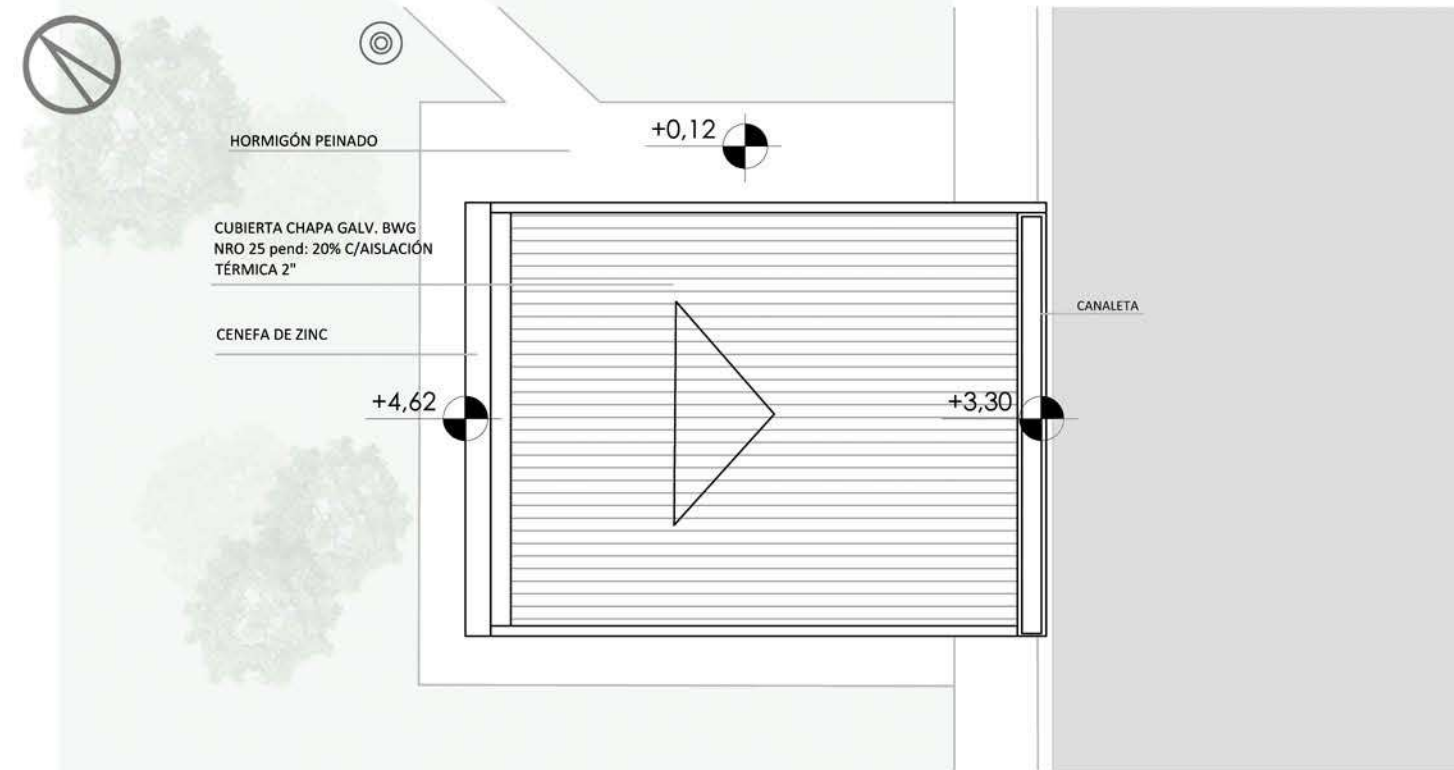 +0,12
HORMIGÓN PEINADO
CUBIERTA CHAPA GALV. BWG
NRO 25 pend: 20% C/AISLACIÓN
TÉRMICA 2"
CANALETA
CENEFA DE ZINC
+4,62
+3,30